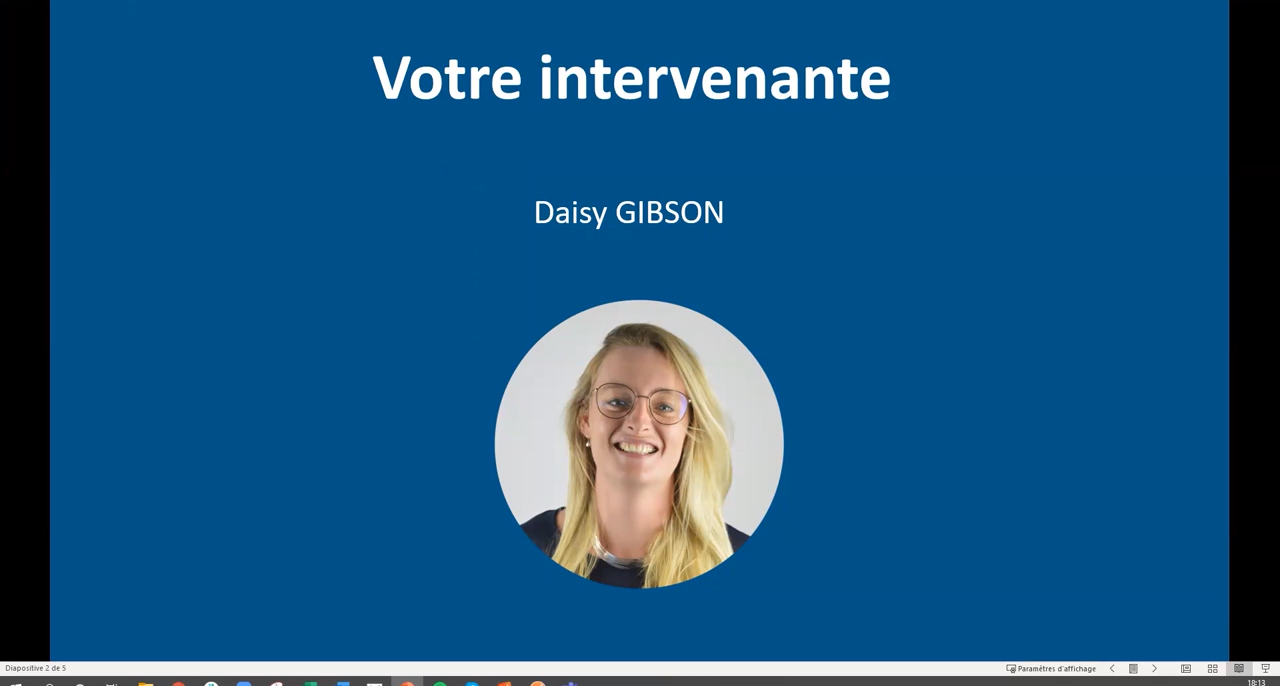 Votre intervenante
Daisy GIBSON
Diapositive 2 de 5
Paramètres d'affichage
18:13